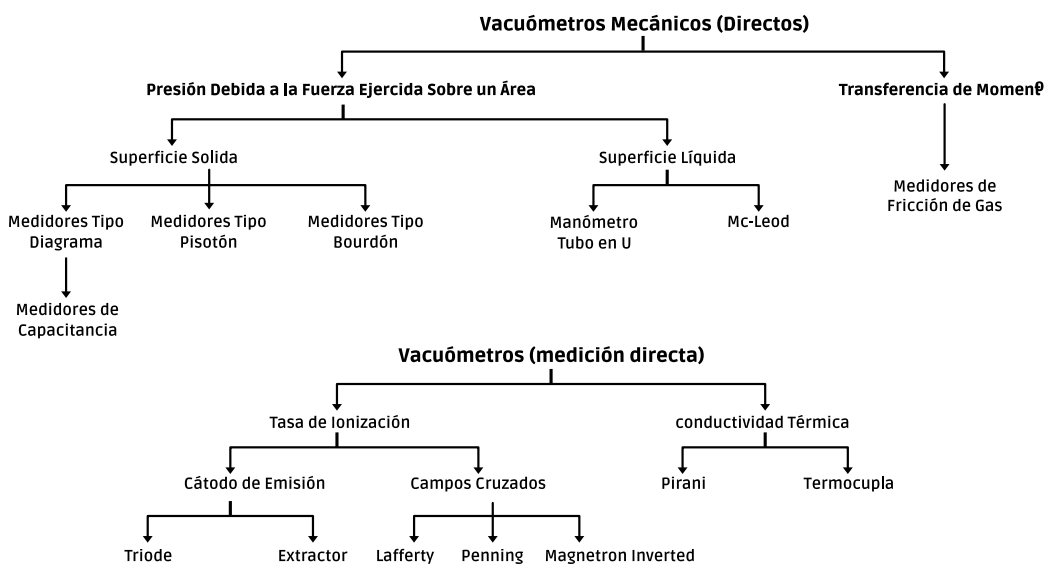 Vacuómetros Mecánicos (Directos)
Presión Debida a la Fuerza Ejercida Sobre un Área
Transferencia de Momento
Superficie Solida
Superficie Líquida
Medidores de
Fricción de Gas
Medidores Tipo
Diagrama
Medidores Tipo
Pisotón
Medidores Tipo
Bourdón
Manómetro
Tubo en U
Mc-Leod
Medidores de
Capacitancia
Vacuómetros (medición directa)
Tasa de Ionización
conductividad Térmica
Cátodo de Emisión
Campos Cruzados
Pirani
Termocupla
Triode
Extractor
Lafferty
Penning
Magnetron Inverted